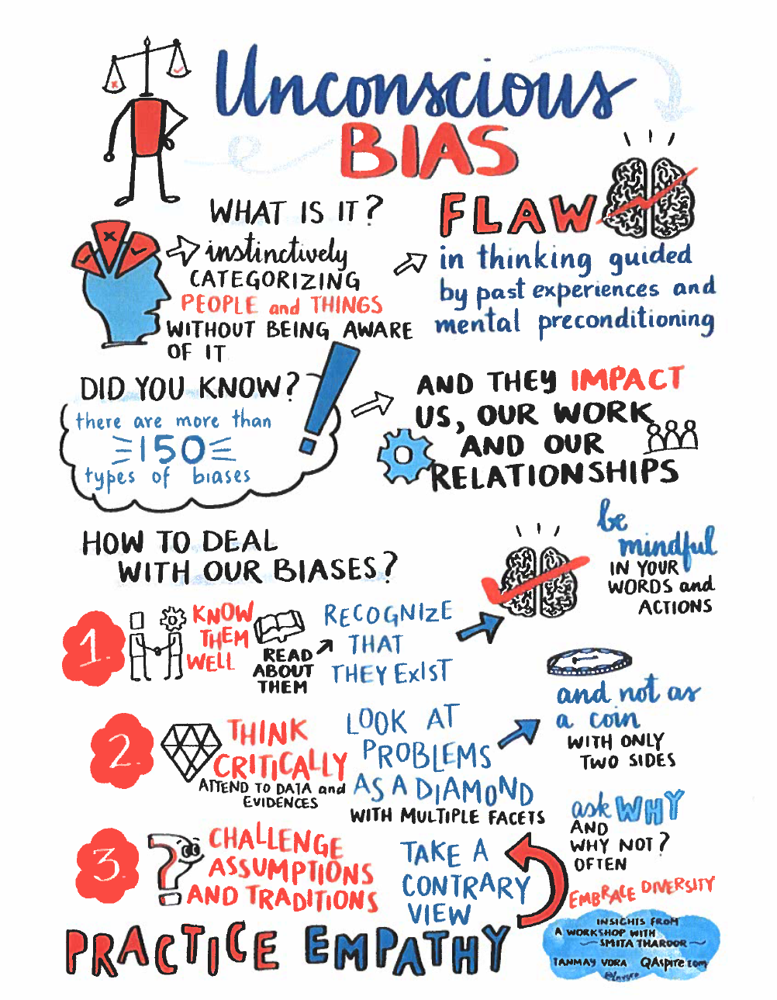 Unconscious
BIAS
WHAT IS IT?
instinctively
CATEGORIZING
PEOPLE and THINGS
WITHOUT BEING AWARE
OF IT
FLAW
in thinking guided
by past experiences and
mental preconditioning
DID YOU KNOW?
there are more than
150
types of biases
AND THEY IMPACT
US, OUR WORK
AND OUR
RELATIONSHIPS
HOW TO DEAL
WITH OUR BIASES?
1.
KNOW
THEM
WELL
READ
ABOUT
THEM
RECOGNIZE
THAT
THEY EXIST
be
mindful
IN YOUR
WORDS and
ACTIONS
2.
THINK
CRITICALLY
ATTEND TO DATA and
EVIDENCES
LOOK AT
PROBLEMS
AS A DIAMOND
WITH MULTIPLE FACETS
and not as
a coin
WITH ONLY
TWO SIDES
3.
CHALLENGE
ASSUMPTIONS
AND TRADITIONS
TAKE A
CONTRARY
VIEW
ask WHY
AND
WHY NOT?
OFTEN
EMBRACE DIVERSITY
PRACTICE EMPATHY
INSIGHTS FROM
A WORKSHOP WITH
SMITA THAROOR
TANMAY VORA QAspire.com